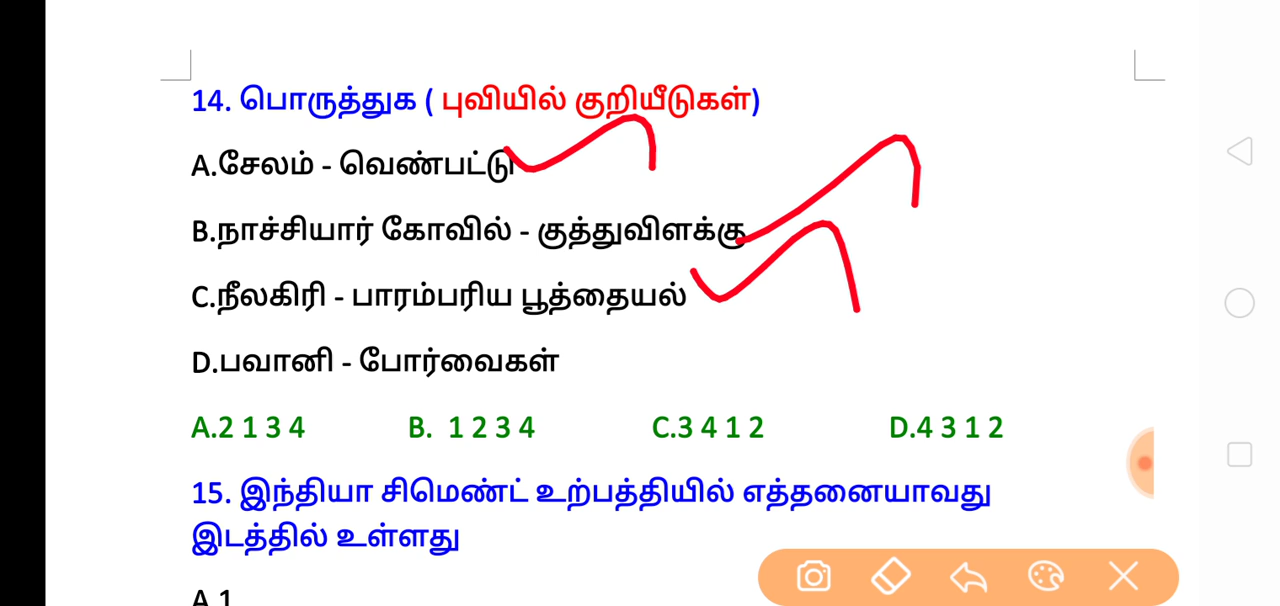 14. பொருத்துக ( புவியில் குறியீடுகள்)
A.சேலம் - வெண்பட்டு
B.நாச்சியார் கோவில் - குத்துவிளக்கு
C.நீலகிரி - பாரம்பரிய பூத்தையல்
D.பவானி - போர்வைகள்
A.2 1 3 4 B. 1 2 3 4 C.3 4 1 2 D.4 3 1 2
15. இந்தியா சிமெண்ட் உற்பத்தியில் எத்தனையாவது
இடத்தில் உள்ளது
A 1